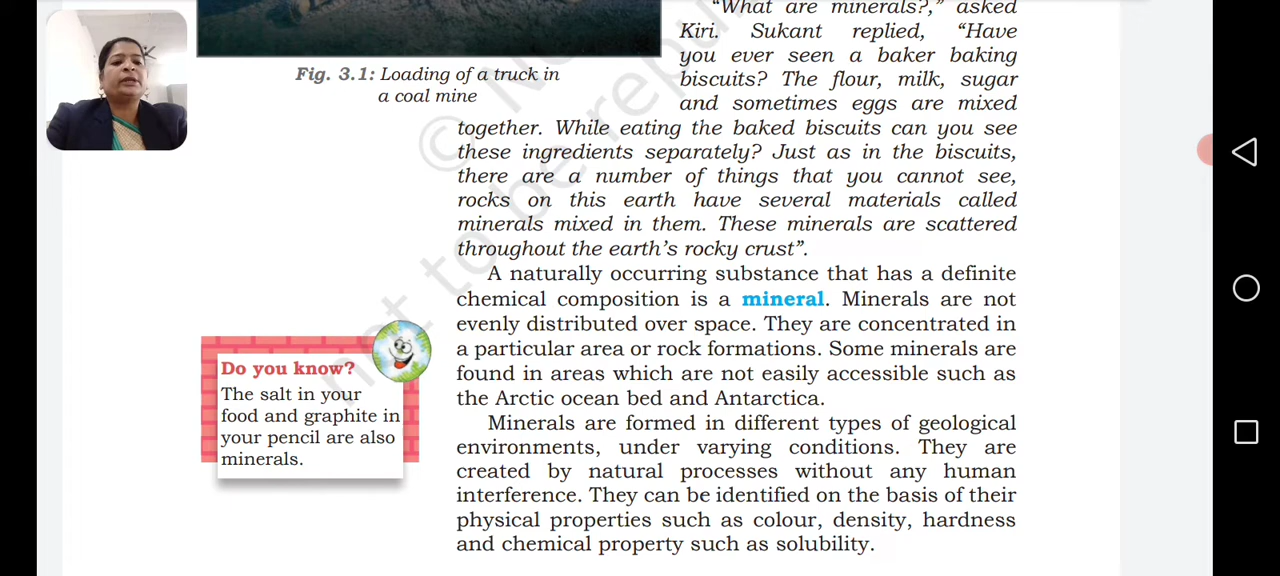 "What are minerals?," asked
Kiri. Sukant replied, "Have
you ever seen a baker baking
biscuits? The flour, milk, sugar
and sometimes eggs are mixed
together. While eating the baked biscuits can you see
these ingredients separately? Just as in the biscuits,
there are a number of things that you cannot see,
rocks on this earth have several materials called
minerals mixed in them. These minerals are scattered
throughout the earth's rocky crust".
Fig. 3.1: Loading of a truck in
a coal mine
A naturally occurring substance that has a definite
chemical composition is a mineral. Minerals are not
evenly distributed over space. They are concentrated in
a particular area or rock formations. Some minerals are
found in areas which are not easily accessible such as
the Arctic ocean bed and Antarctica.
Do you know?
The salt in your
food and graphite in
your pencil are also
minerals.
Minerals are formed in different types of geological
environments, under varying conditions. They are
created by natural processes without any human
interference. They can be identified on the basis of their
physical properties such as colour, density, hardness
and chemical property such as solubility.
not to be repu